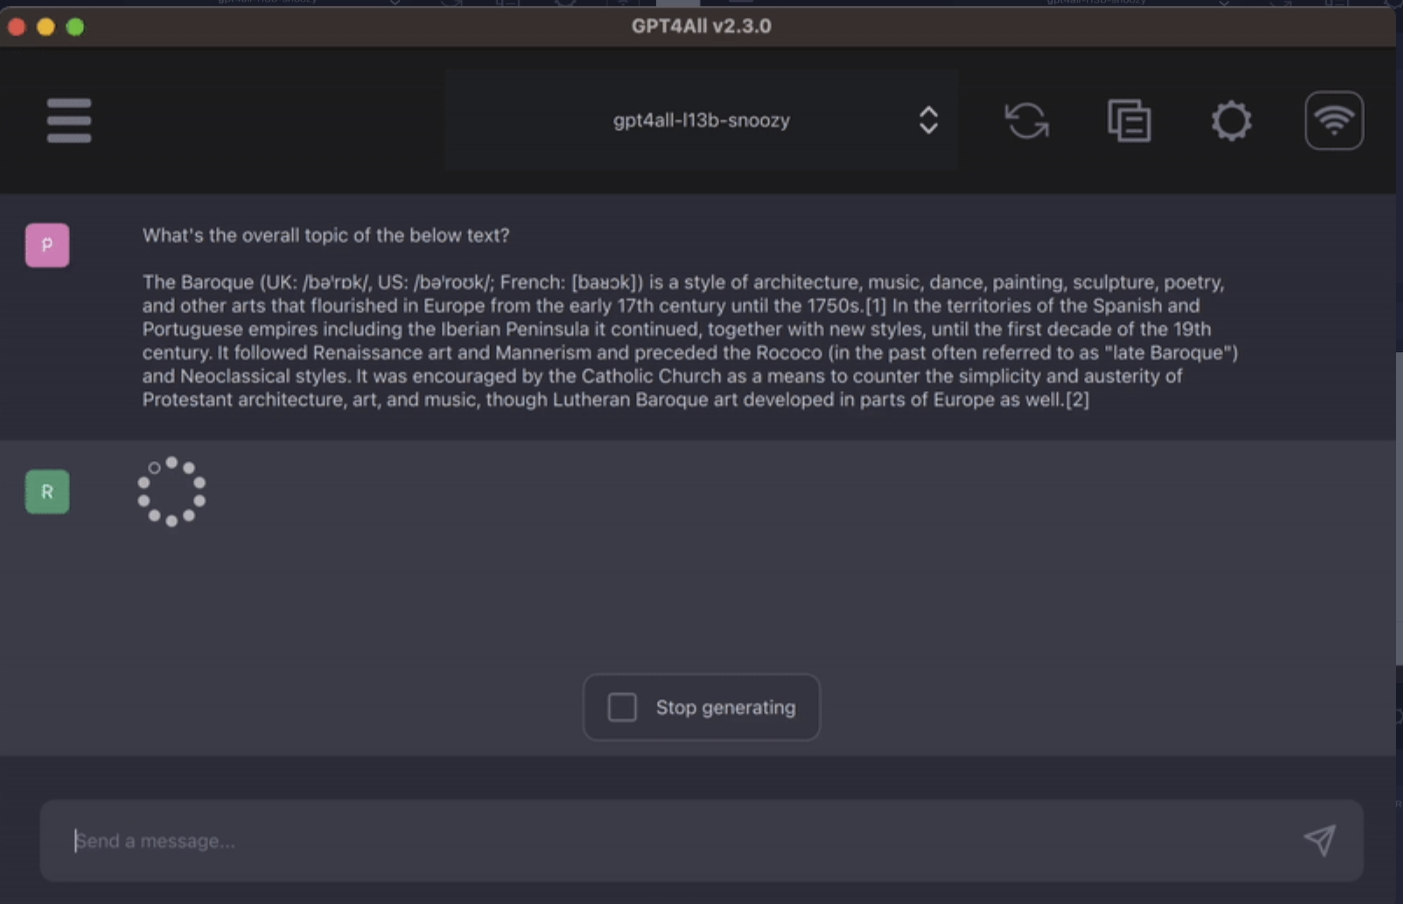 GPT4All v2.3.0
gpt4all-l13b-snoozy
P
What's the overall topic of the below text?
The Baroque (UK: /bəˈrɒk/, US: /bəˈroʊk/; French: [baʁɔk]) is a style of architecture, music, dance, painting, sculpture, poetry,
and other arts that flourished in Europe from the early 17th century until the 1750s.[1] In the territories of the Spanish and
Portuguese empires including the Iberian Peninsula it continued, together with new styles, until the first decade of the 19th
century. It followed Renaissance art and Mannerism and preceded the Rococo (in the past often referred to as "late Baroque")
and Neoclassical styles. It was encouraged by the Catholic Church as a means to counter the simplicity and austerity of
Protestant architecture, art, and music, though Lutheran Baroque art developed in parts of Europe as well.[2]
R
Stop generating
Send a message...